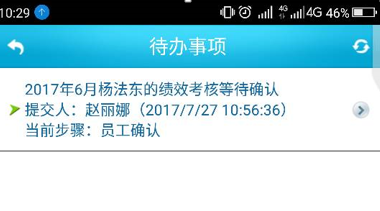 10:29 4G 4G 46%
待办事项
2017年6月杨法东的绩效考核等待确认
提交人：赵丽娜（2017/7/27 10:56:36）
当前步骤：员工确认